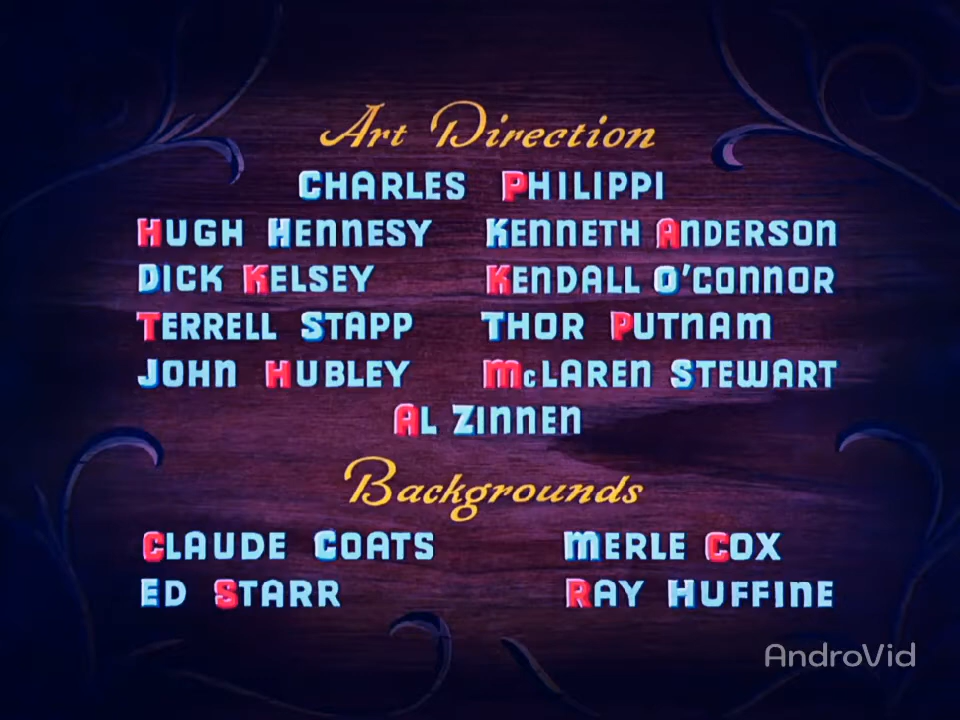 Art Direction
CHARLES PHILIPPI
HUGH HENNESY KENNETH ANDERSON
DICK KELSEY KENDALL O'CONNOR
TERRELL STAPP THOR PUTNAM
JOHN HUBLEY McLAREN STEWART
AL ZINNEN
Backgrounds
CLAUDE COATS MERLE COX
ED STARR RAY HUFFINE
AndroVid